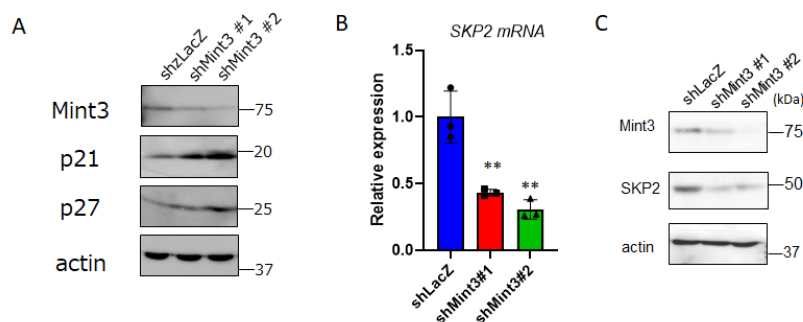 A
shzLacZ
shMint3 #1
shMint3 #2
Mint3
75
p21
20
p27
25
actin
37
B
SKP2 mRNA
Relative expression
1.5
1.0
0.5
0.0
**
**
shLacZ
shMint3#1
shMint3#2
C
shLacZ
shMint3 #1
shMint3 #2
(kDa)
Mint3
75
SKP2
50
actin
37